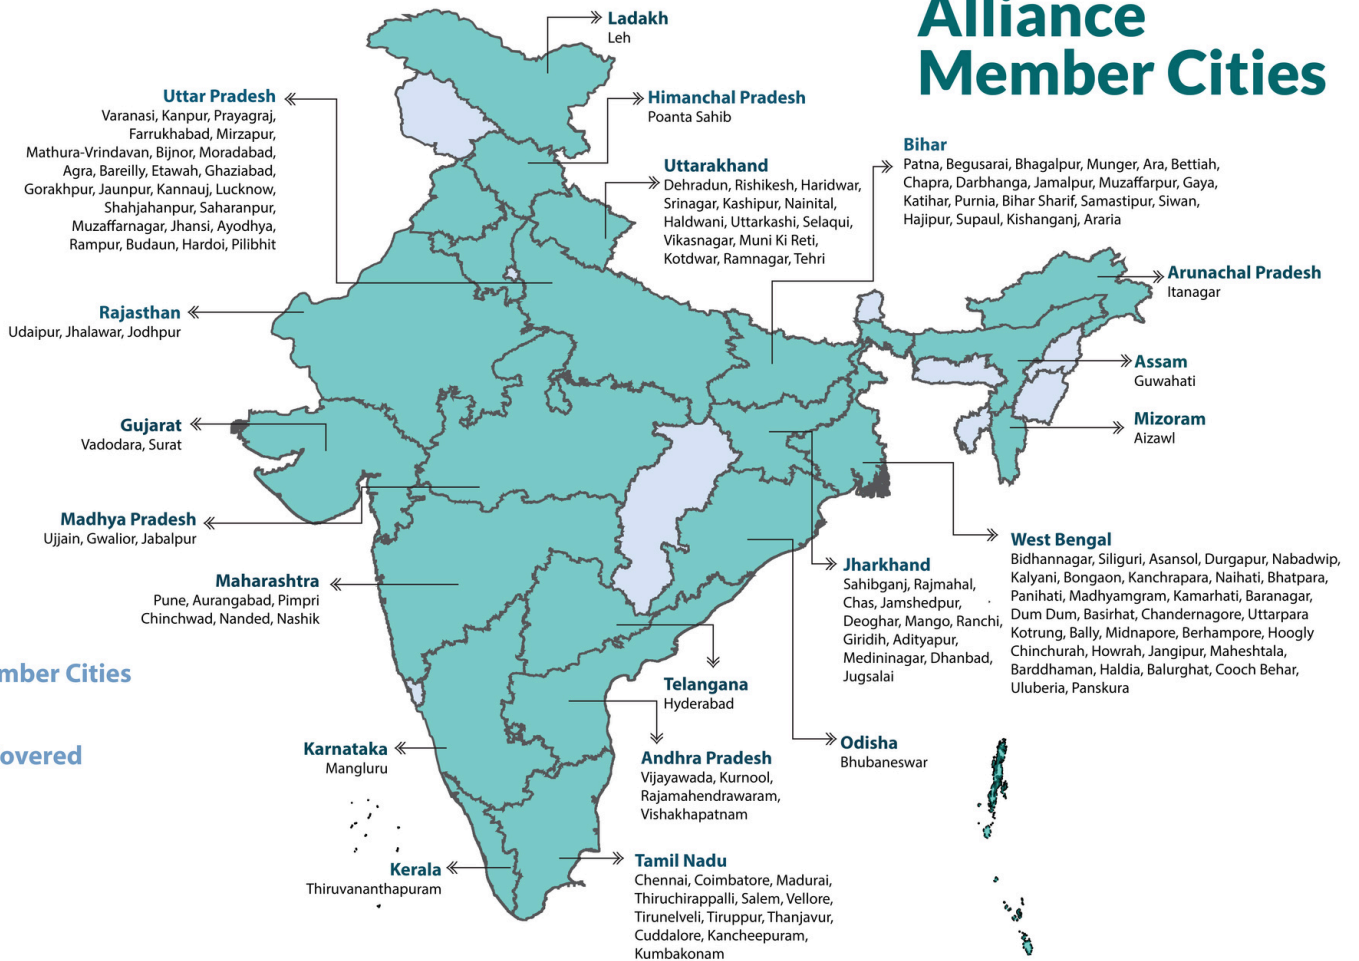 Alliance
Member Cities
Ladakh
Leh
Uttar Pradesh
Varanasi, Kanpur, Prayagraj,
Farrukhabad, Mirzapur,
Mathura-Vrindavan, Bijnor, Moradabad,
Agra, Bareilly, Etawah, Ghaziabad,
Gorakhpur, Jaunpur, Kannauj, Lucknow,
Shahjahanpur, Saharanpur,
Muzaffarnagar, Jhansi, Ayodhya,
Rampur, Budaun, Hardoi, Pilibhit
Himanchal Pradesh
Poanta Sahib
Uttarakhand
Dehradun, Rishikesh, Haridwar,
Srinagar, Kashipur, Nainital,
Haldwani, Uttarkashi, Selaqui,
Vikasnagar, Muni Ki Reti,
Kotdwar, Ramnagar, Tehri
Bihar
Patna, Begusarai, Bhagalpur, Munger, Ara, Bettiah,
Chapra, Darbhanga, Jamalpur, Muzaffarpur, Gaya,
Katihar, Purnia, Bihar Sharif, Samastipur, Siwan,
Hajipur, Supaul, Kishanganj, Araria
Arunachal Pradesh
Itanagar
Rajasthan
Udaipur, Jhalawar, Jodhpur
Assam
Guwahati
Gujarat
Vadodara, Surat
Mizoram
Aizawl
Madhya Pradesh
Ujjain, Gwalior, Jabalpur
Maharashtra
Pune, Aurangabad, Pimpri
Chinchwad, Nanded, Nashik
Jharkhand
Sahibganj, Rajmahal,
Chas, Jamshedpur,
Deoghar, Mango, Ranchi,
Giridih, Adityapur,
Medininagar, Dhanbad,
Jugsalai
West Bengal
Bidhannagar, Siliguri, Asansol, Durgapur, Nabadwip,
Kalyani, Bongaon, Kanchrapara, Naihati, Bhatpara,
Panihati, Madhyamgram, Kamarhati, Baranagar,
Dum Dum, Basirhat, Chandernagore, Uttarpara
Kotrung, Bally, Midnapore, Berhampore, Hoogly
Chinchurah, Howrah, Jangipur, Maheshtala,
Barddhaman, Haldia, Balurghat, Cooch Behar,
Uluberia, Panskura
mber Cities
overed
Telangana
Hyderabad
Karnataka
Mangluru
Andhra Pradesh
Vijayawada, Kurnool,
Rajamahendrawaram,
Vishakhapatnam
Odisha
Bhubaneswar
Kerala
Thiruvananthapuram
Tamil Nadu
Chennai, Coimbatore, Madurai,
Thiruchirappalli, Salem, Vellore,
Tirunelveli, Tiruppur, Thanjavur,
Cuddalore, Kancheepuram,
Kumbakonam